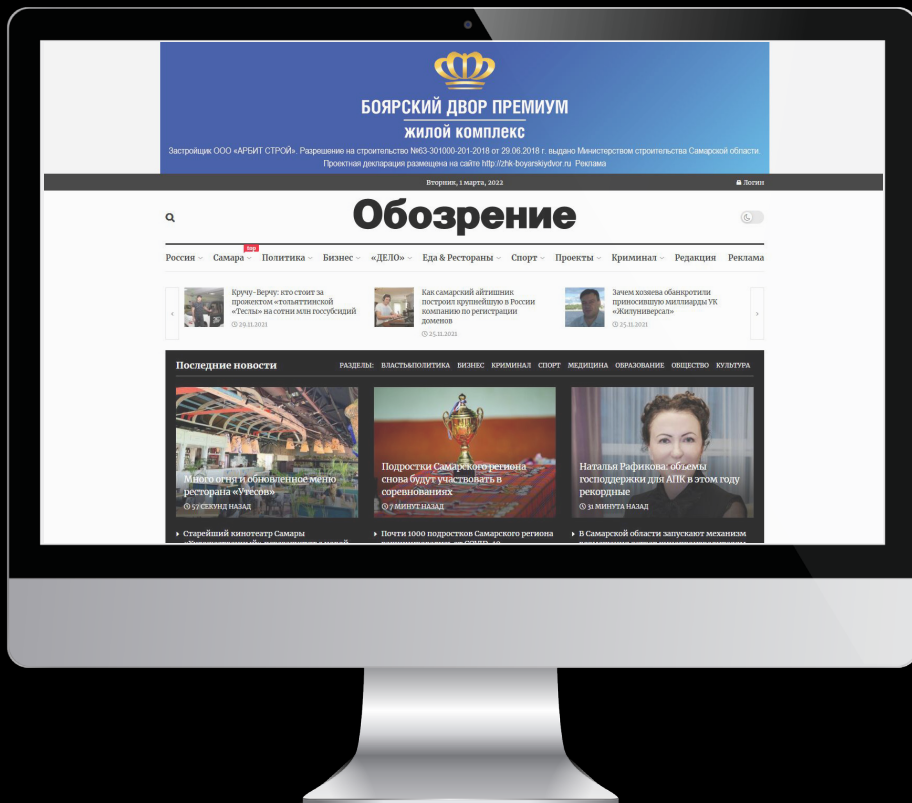 БОЯРСКИЙ ДВОР ПРЕМИУМ
ЖИЛОЙ КОМПЛЕКС
Застройщик ООО «АРБИТ СТРОЙ». Разрешение на строительство №63-301000-201-2018 от 29.06.2018 г. выдано Министерством строительства Самарской области.
Проектная декларация размещена на сайте http://zhk-boyarskiydvor.ru Реклама
Вторник, 1 марта, 2022
Логин
Обозрение
top
Россия Самара Политика Бизнес «ДЕЛО» Еда & Рестораны Спорт Проекты Криминал Редакция Реклама
Кручу-Верчу: кто стоит за
прожектом «тольяттинской
«Теслы» на сотни млн госсубсидий
29.11.2021
Как самарский айтишник
построил крупнейшую в России
компанию по регистрации
доменов
25.11.2021
Зачем хозяева обанкротили
приносившую миллиарды УК
«Жилуниверсал»
25.11.2021
Последние новости
РАЗДЕЛЫ: ВЛАСТЬ&ПОЛИТИКА БИЗНЕС КРИМИНАЛ СПОРТ МЕДИЦИНА ОБРАЗОВАНИЕ ОБЩЕСТВО КУЛЬТУРА
Много огня и обновленное меню
ресторана «Утесов»
57 СЕКУНД НАЗАД
Подростки Самарского региона
снова будут участвовать в
соревнованиях
7 МИНУТ НАЗАД
Наталья Рафикова: объемы
господдержки для АПК в этом году
рекордные
31 МИНУТА НАЗАД
Старейший кинотеатр Самары
Почти 1000 подростков Самарского региона
В Самарской области запускают механизм